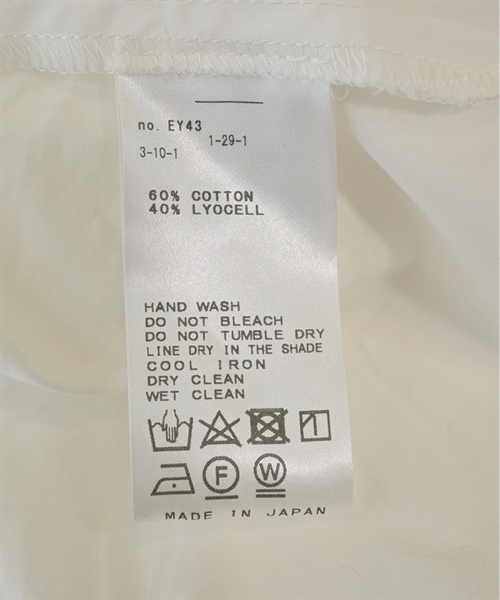 no. EY43
1-29-1
3-10-1
60% COTTON
40% LYOCELL
HAND WASH
DO NOT BLEACH
DO NOT TUMBLE DRY
LINE DRY IN THE SHADE
COOL IRON
DRY CLEAN
WET CLEAN
F W
MADE IN JAPAN